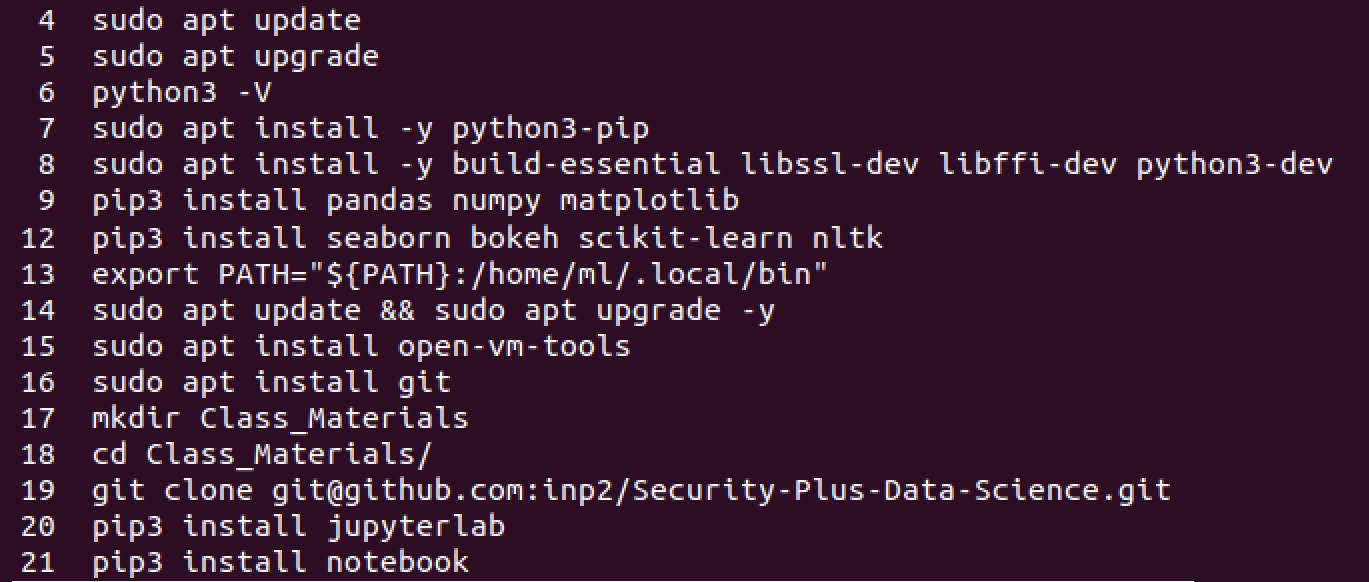 4 sudo apt update
5 sudo apt upgrade
6 python3 -V
7 sudo apt install -y python3-pip
8 sudo apt install -y build-essential libssl-dev libffi-dev python3-dev
9 pip3 install pandas numpy matplotlib
12 pip3 install seaborn bokeh scikit-learn nltk
13 export PATH="${PATH}:/home/ml/.local/bin"
14 sudo apt update && sudo apt upgrade -y
15 sudo apt install open-vm-tools
16 sudo apt install git
17 mkdir Class_Materials
18 cd Class_Materials/
19 git clone git@github.com:inp2/Security-Plus-Data-Science.git
20 pip3 install jupyterlab
21 pip3 install notebook